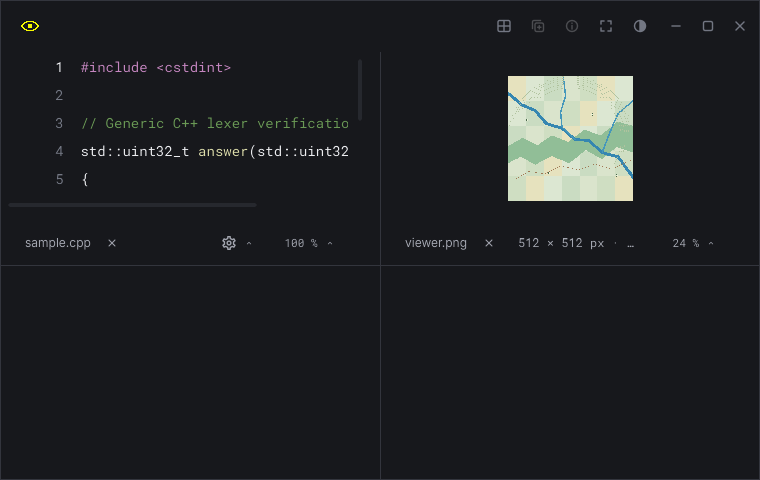 1 #include <cstdint>
2
3 // Generic C++ lexer verificatio
4 std::uint32_t answer(std::uint32
5 {
sample.cpp × 100 %
viewer.png × 512 × 512 px · … 24 %